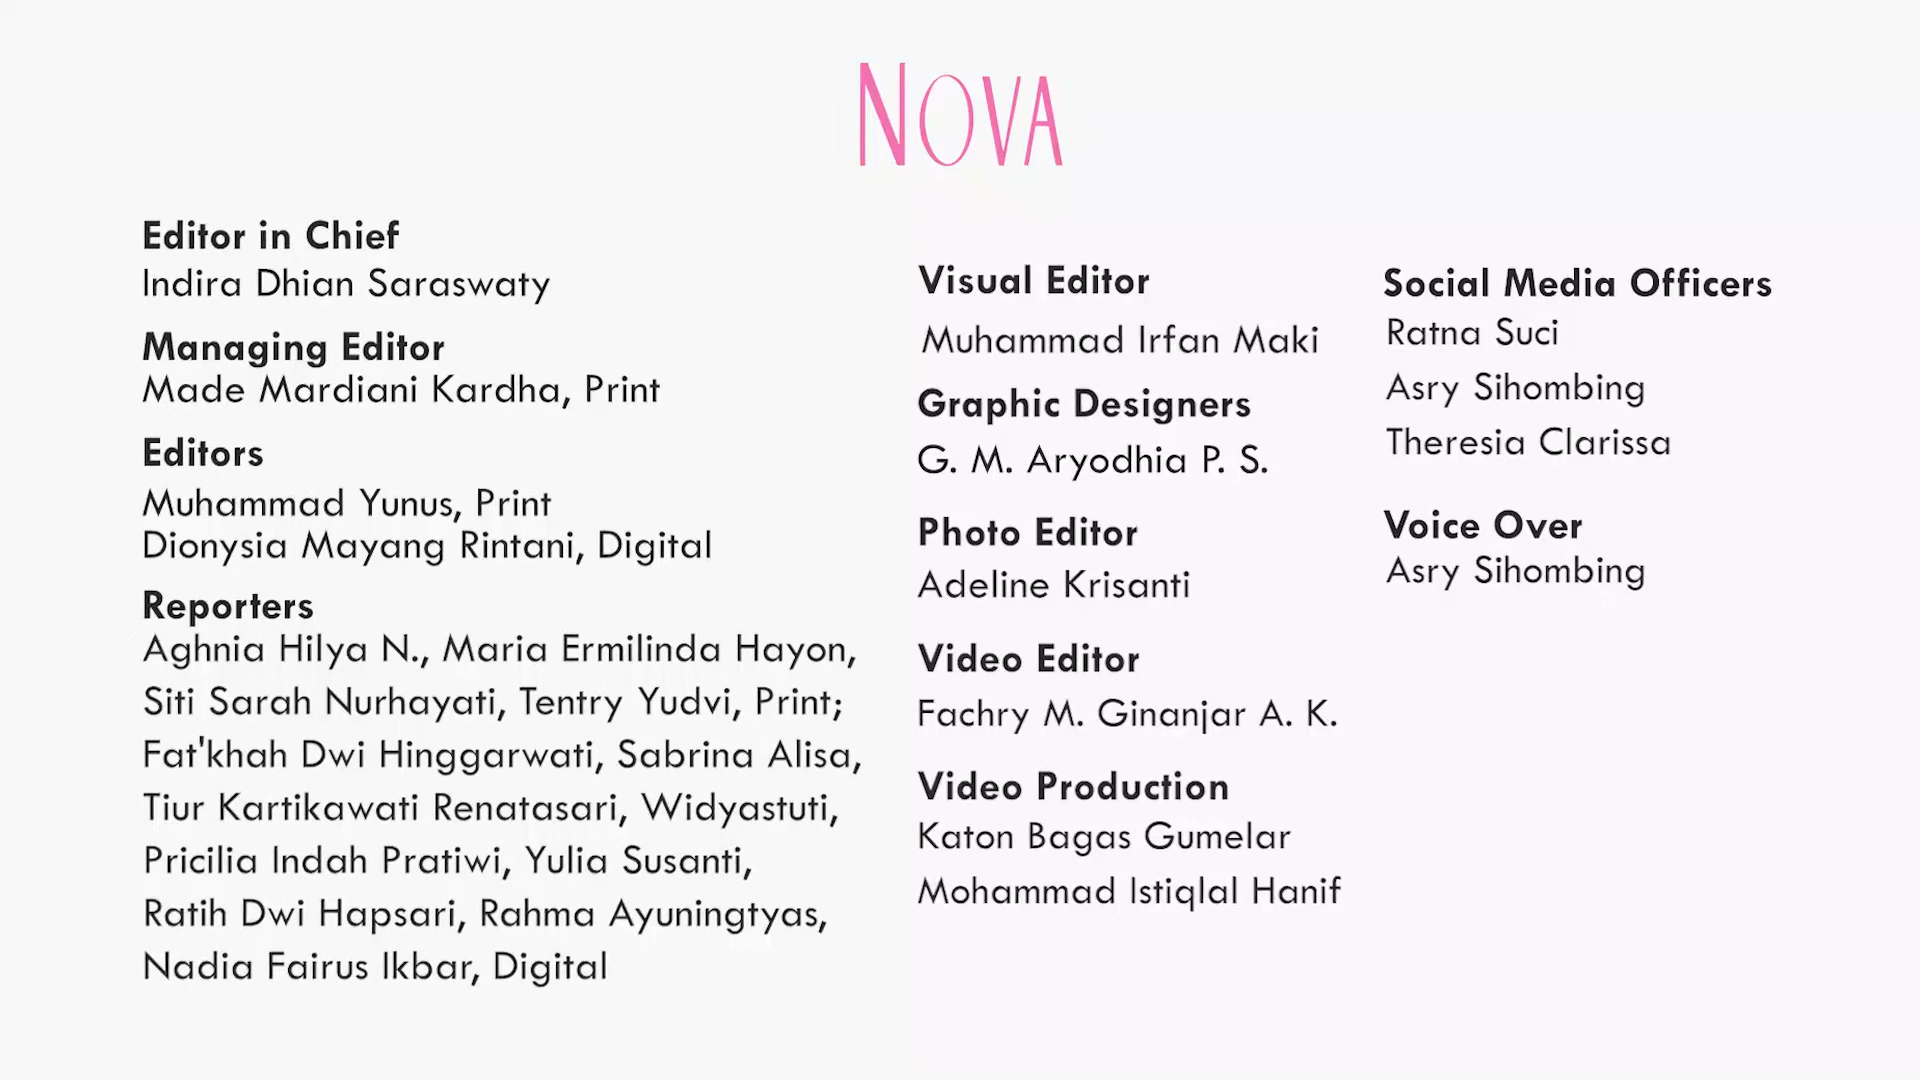 NOVA
Editor in Chief
Indira Dhian Saraswaty
Managing Editor
Made Mardiani Kardha, Print
Editors
Muhammad Yunus, Print
Dionysia Mayang Rintani, Digital
Reporters
Aghnia Hilya N., Maria Ermilinda Hayon,
Siti Sarah Nurhayati, Tentry Yudvi, Print;
Fat'khah Dwi Hinggarwati, Sabrina Alisa,
Tiur Kartikawati Renatasari, Widyastuti,
Pricilia Indah Pratiwi, Yulia Susanti,
Ratih Dwi Hapsari, Rahma Ayuningtyas,
Nadia Fairus Ikbar, Digital
Visual Editor
Muhammad Irfan Maki
Graphic Designers
G. M. Aryodhia P. S.
Photo Editor
Adeline Krisanti
Video Editor
Fachry M. Ginanjar A. K.
Video Production
Katon Bagas Gumelar
Mohammad Istiqlal Hanif
Social Media Officers
Ratna Suci
Asry Sihombing
Theresia Clarissa
Voice Over
Asry Sihombing